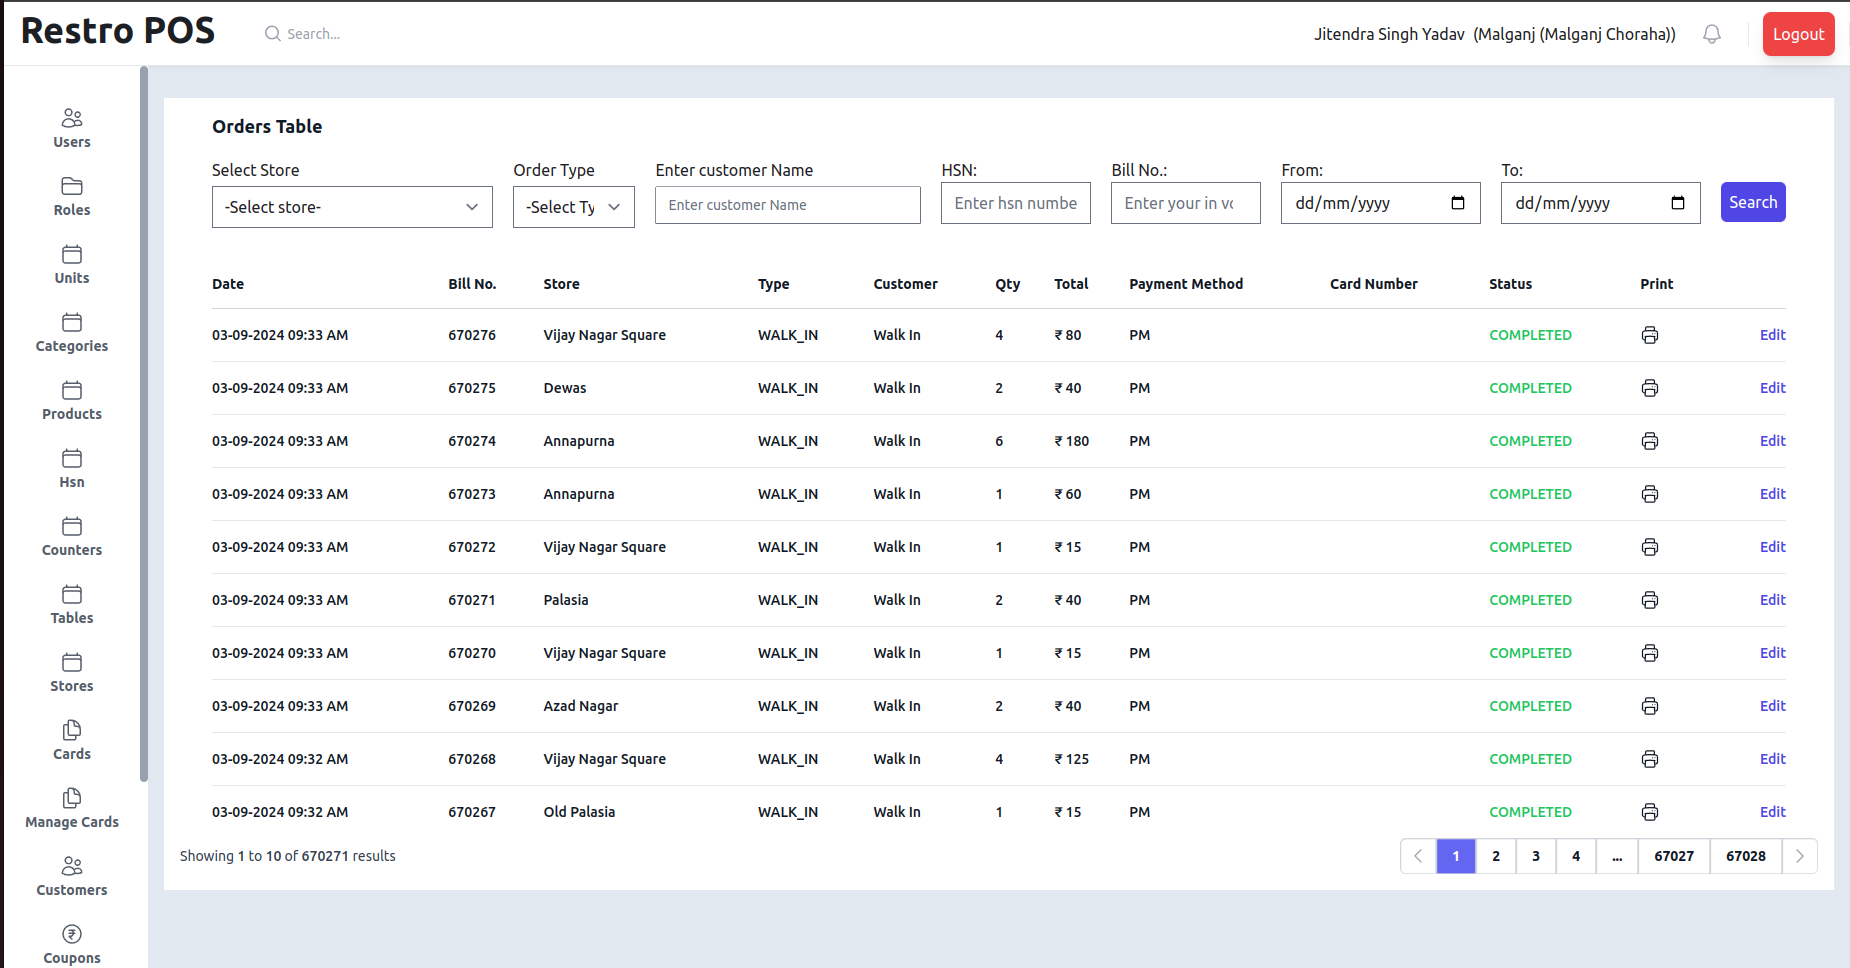 Restro POS
Search...
Jitendra Singh Yadav (Malganj (Malganj Choraha))
Logout
Users
Roles
Units
Categories
Products
Hsn
Counters
Tables
Stores
Cards
Manage Cards
Customers
Coupons
Orders Table
Select Store Order Type Enter customer Name HSN: Bill No.: From: To:
-Select store- -Select Ty Enter customer Name Enter hsn numbe Enter your in vo dd/mm/yyyy dd/mm/yyyy Search
Date Bill No. Store Type Customer Qty Total Payment Method Card Number Status Print
03-09-2024 09:33 AM 670276 Vijay Nagar Square WALK_IN Walk In 4 ₹ 80 PM COMPLETED Edit
03-09-2024 09:33 AM 670275 Dewas WALK_IN Walk In 2 ₹ 40 PM COMPLETED Edit
03-09-2024 09:33 AM 670274 Annapurna WALK_IN Walk In 6 ₹ 180 PM COMPLETED Edit
03-09-2024 09:33 AM 670273 Annapurna WALK_IN Walk In 1 ₹ 60 PM COMPLETED Edit
03-09-2024 09:33 AM 670272 Vijay Nagar Square WALK_IN Walk In 1 ₹ 15 PM COMPLETED Edit
03-09-2024 09:33 AM 670271 Palasia WALK_IN Walk In 2 ₹ 40 PM COMPLETED Edit
03-09-2024 09:33 AM 670270 Vijay Nagar Square WALK_IN Walk In 1 ₹ 15 PM COMPLETED Edit
03-09-2024 09:33 AM 670269 Azad Nagar WALK_IN Walk In 2 ₹ 40 PM COMPLETED Edit
03-09-2024 09:32 AM 670268 Vijay Nagar Square WALK_IN Walk In 4 ₹ 125 PM COMPLETED Edit
03-09-2024 09:32 AM 670267 Old Palasia WALK_IN Walk In 1 ₹ 15 PM COMPLETED Edit
Showing 1 to 10 of 670271 results
1 2 3 4 ... 67027 67028